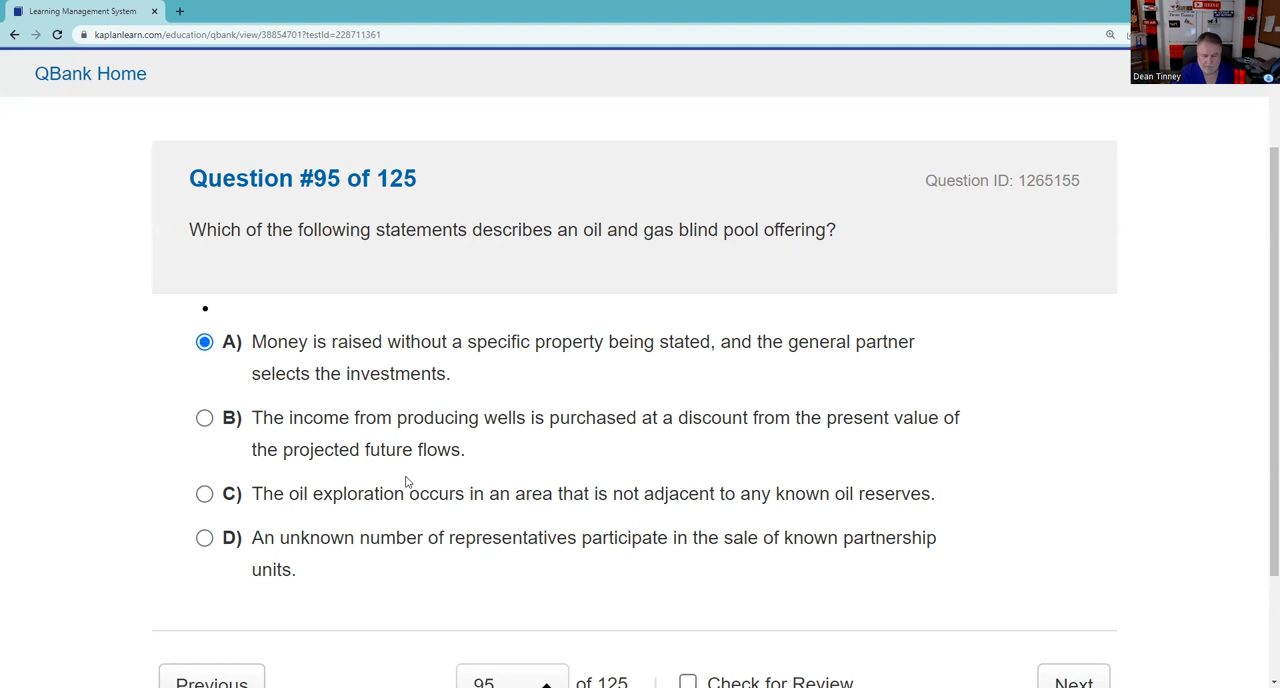 Learning Management System
kaplanlearn.com/education/qbank/view/38854701?testId=228711361
Dean Tinney
QBank Home
Question #95 of 125
Question ID: 1265155
Which of the following statements describes an oil and gas blind pool offering?
A) Money is raised without a specific property being stated, and the general partner
selects the investments.
B) The income from producing wells is purchased at a discount from the present value of
the projected future flows.
C) The oil exploration occurs in an area that is not adjacent to any known oil reserves.
D) An unknown number of representatives participate in the sale of known partnership
units.
Previous
95
of 125
Check for Review
Next